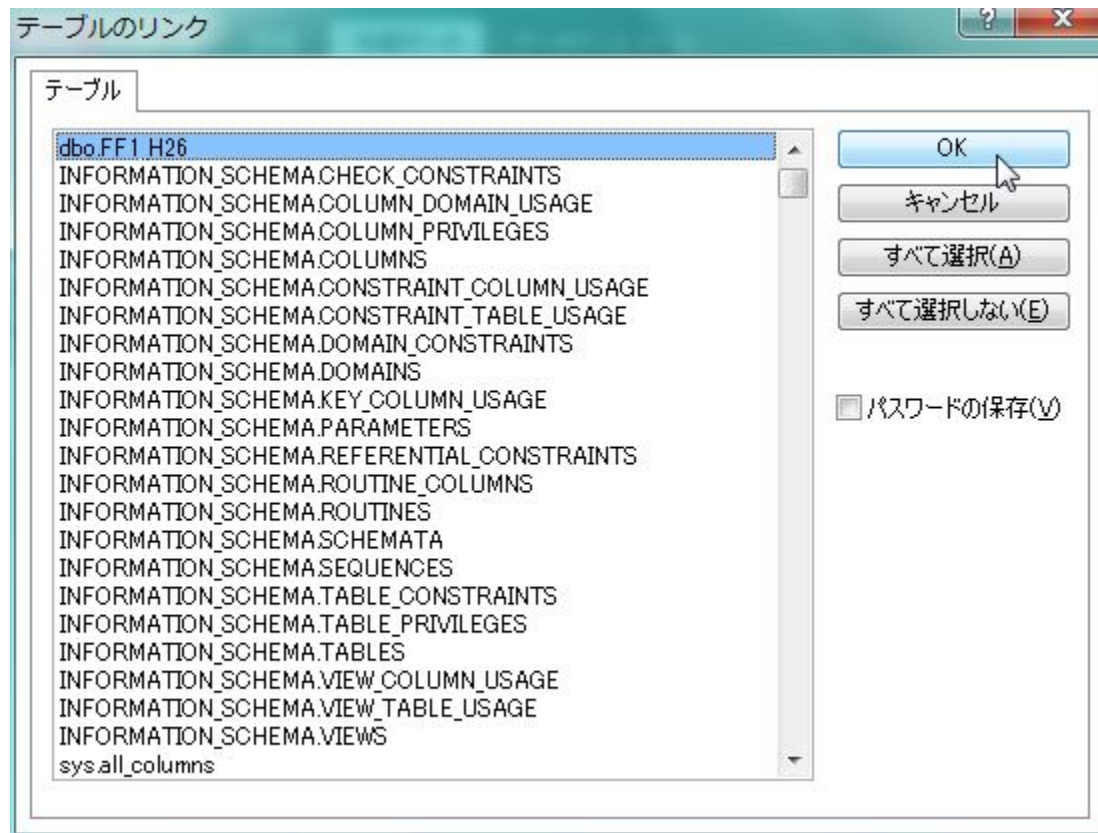 テーブルのリンク
?
テーブル
dbo.FF1_H26
INFORMATION_SCHEMA.CHECK_CONSTRAINTS
INFORMATION_SCHEMA.COLUMN_DOMAIN_USAGE
INFORMATION_SCHEMA.COLUMN_PRIVILEGES
INFORMATION_SCHEMA.COLUMNS
INFORMATION_SCHEMA.CONSTRAINT_COLUMN_USAGE
INFORMATION_SCHEMA.CONSTRAINT_TABLE_USAGE
INFORMATION_SCHEMA.DOMAIN_CONSTRAINTS
INFORMATION_SCHEMA.DOMAINS
INFORMATION_SCHEMA.KEY_COLUMN_USAGE
INFORMATION_SCHEMA.PARAMETERS
INFORMATION_SCHEMA.REFERENTIAL_CONSTRAINTS
INFORMATION_SCHEMA.ROUTINE_COLUMNS
INFORMATION_SCHEMA.ROUTINES
INFORMATION_SCHEMA.SCHEMATA
INFORMATION_SCHEMA.SEQUENCES
INFORMATION_SCHEMA.TABLE_CONSTRAINTS
INFORMATION_SCHEMA.TABLE_PRIVILEGES
INFORMATION_SCHEMA.TABLES
INFORMATION_SCHEMA.VIEW_COLUMN_USAGE
INFORMATION_SCHEMA.VIEW_TABLE_USAGE
INFORMATION_SCHEMA.VIEWS
sys.all_columns
OK
キャンセル
すべて選択(A)
すべて選択しない(E)
パスワードの保存(V)